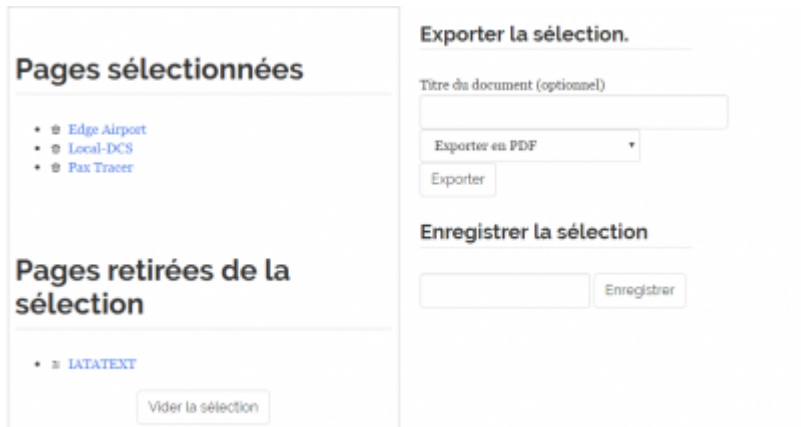 Pages sélectionnées
Edge Airport
Local-DCS
Pax Tracer
Pages retirées de la
sélection
IATATEXT
Vider la sélection
Exporter la sélection.
Titre du document (optionnel)
Exporter en PDF
Exporter
Enregistrer la sélection
Enregistrer